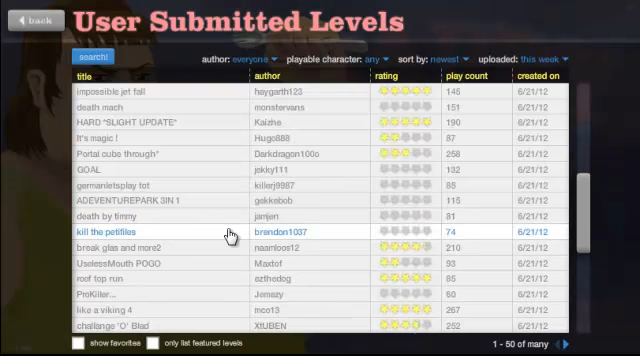 back
User Submitted Levels
search!
author: everyone playable character: any sort by: newest uploaded: this week
title author rating play count created on
impossible jet fall haygarth123 145 6/21/12
death mach monstervans 151 6/21/12
HARD *SLIGHT UPDATE* Kaizhe 190 6/21/12
It's magic ! Hugo888 87 6/21/12
Portal cube through* Darkdragon100o 258 6/21/12
GOAL jekky111 132 6/21/12
germanletsplay tot killerj9987 85 6/21/12
ADEVENTUREPARK 3IN 1 gekkebob 115 6/21/12
death by timmy jamjen 81 6/21/12
kill the petifiles brendon1037 74 6/21/12
break glas and more2 naamloos12 210 6/21/12
UselessMouth POGO Maxtof 93 6/21/12
reef top run ezthedog 85 6/21/12
ProKiller... Jemezy 60 6/21/12
like a viking 4 mco13 267 6/21/12
challange 'O' Blad XtUBEN 252 6/21/12
show favorites only list featured levels 1 - 50 of many